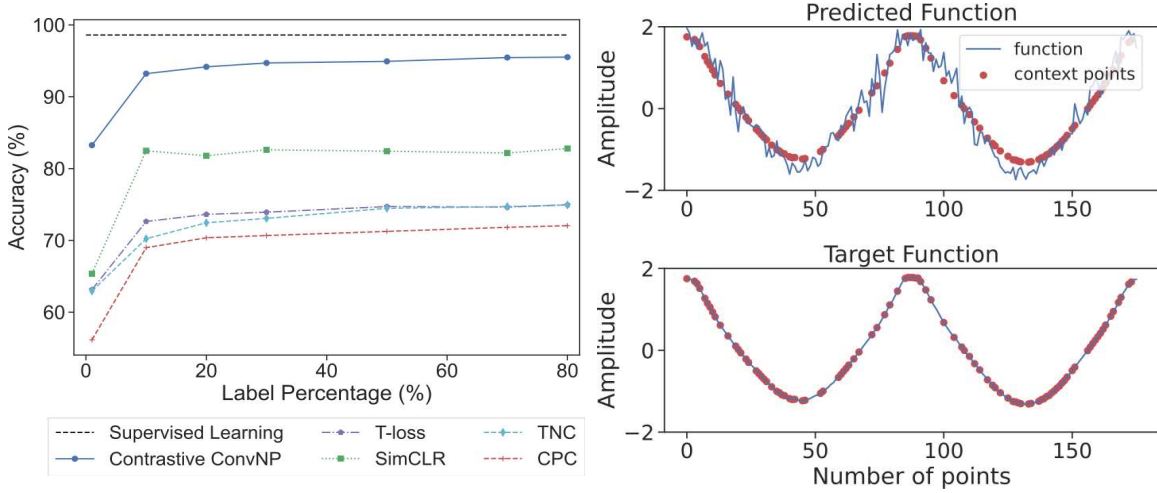 100
90
80
70
60
Accuracy (%)
0 20 40 60 80
Label Percentage (%)
Supervised Learning
Contrastive ConvNP
T-loss
SimCLR
TNC
CPC
Predicted Function
2
0
−2
Amplitude
function
context points
0 50 100 150
Target Function
2
0
−2
Amplitude
0 50 100 150
Number of points